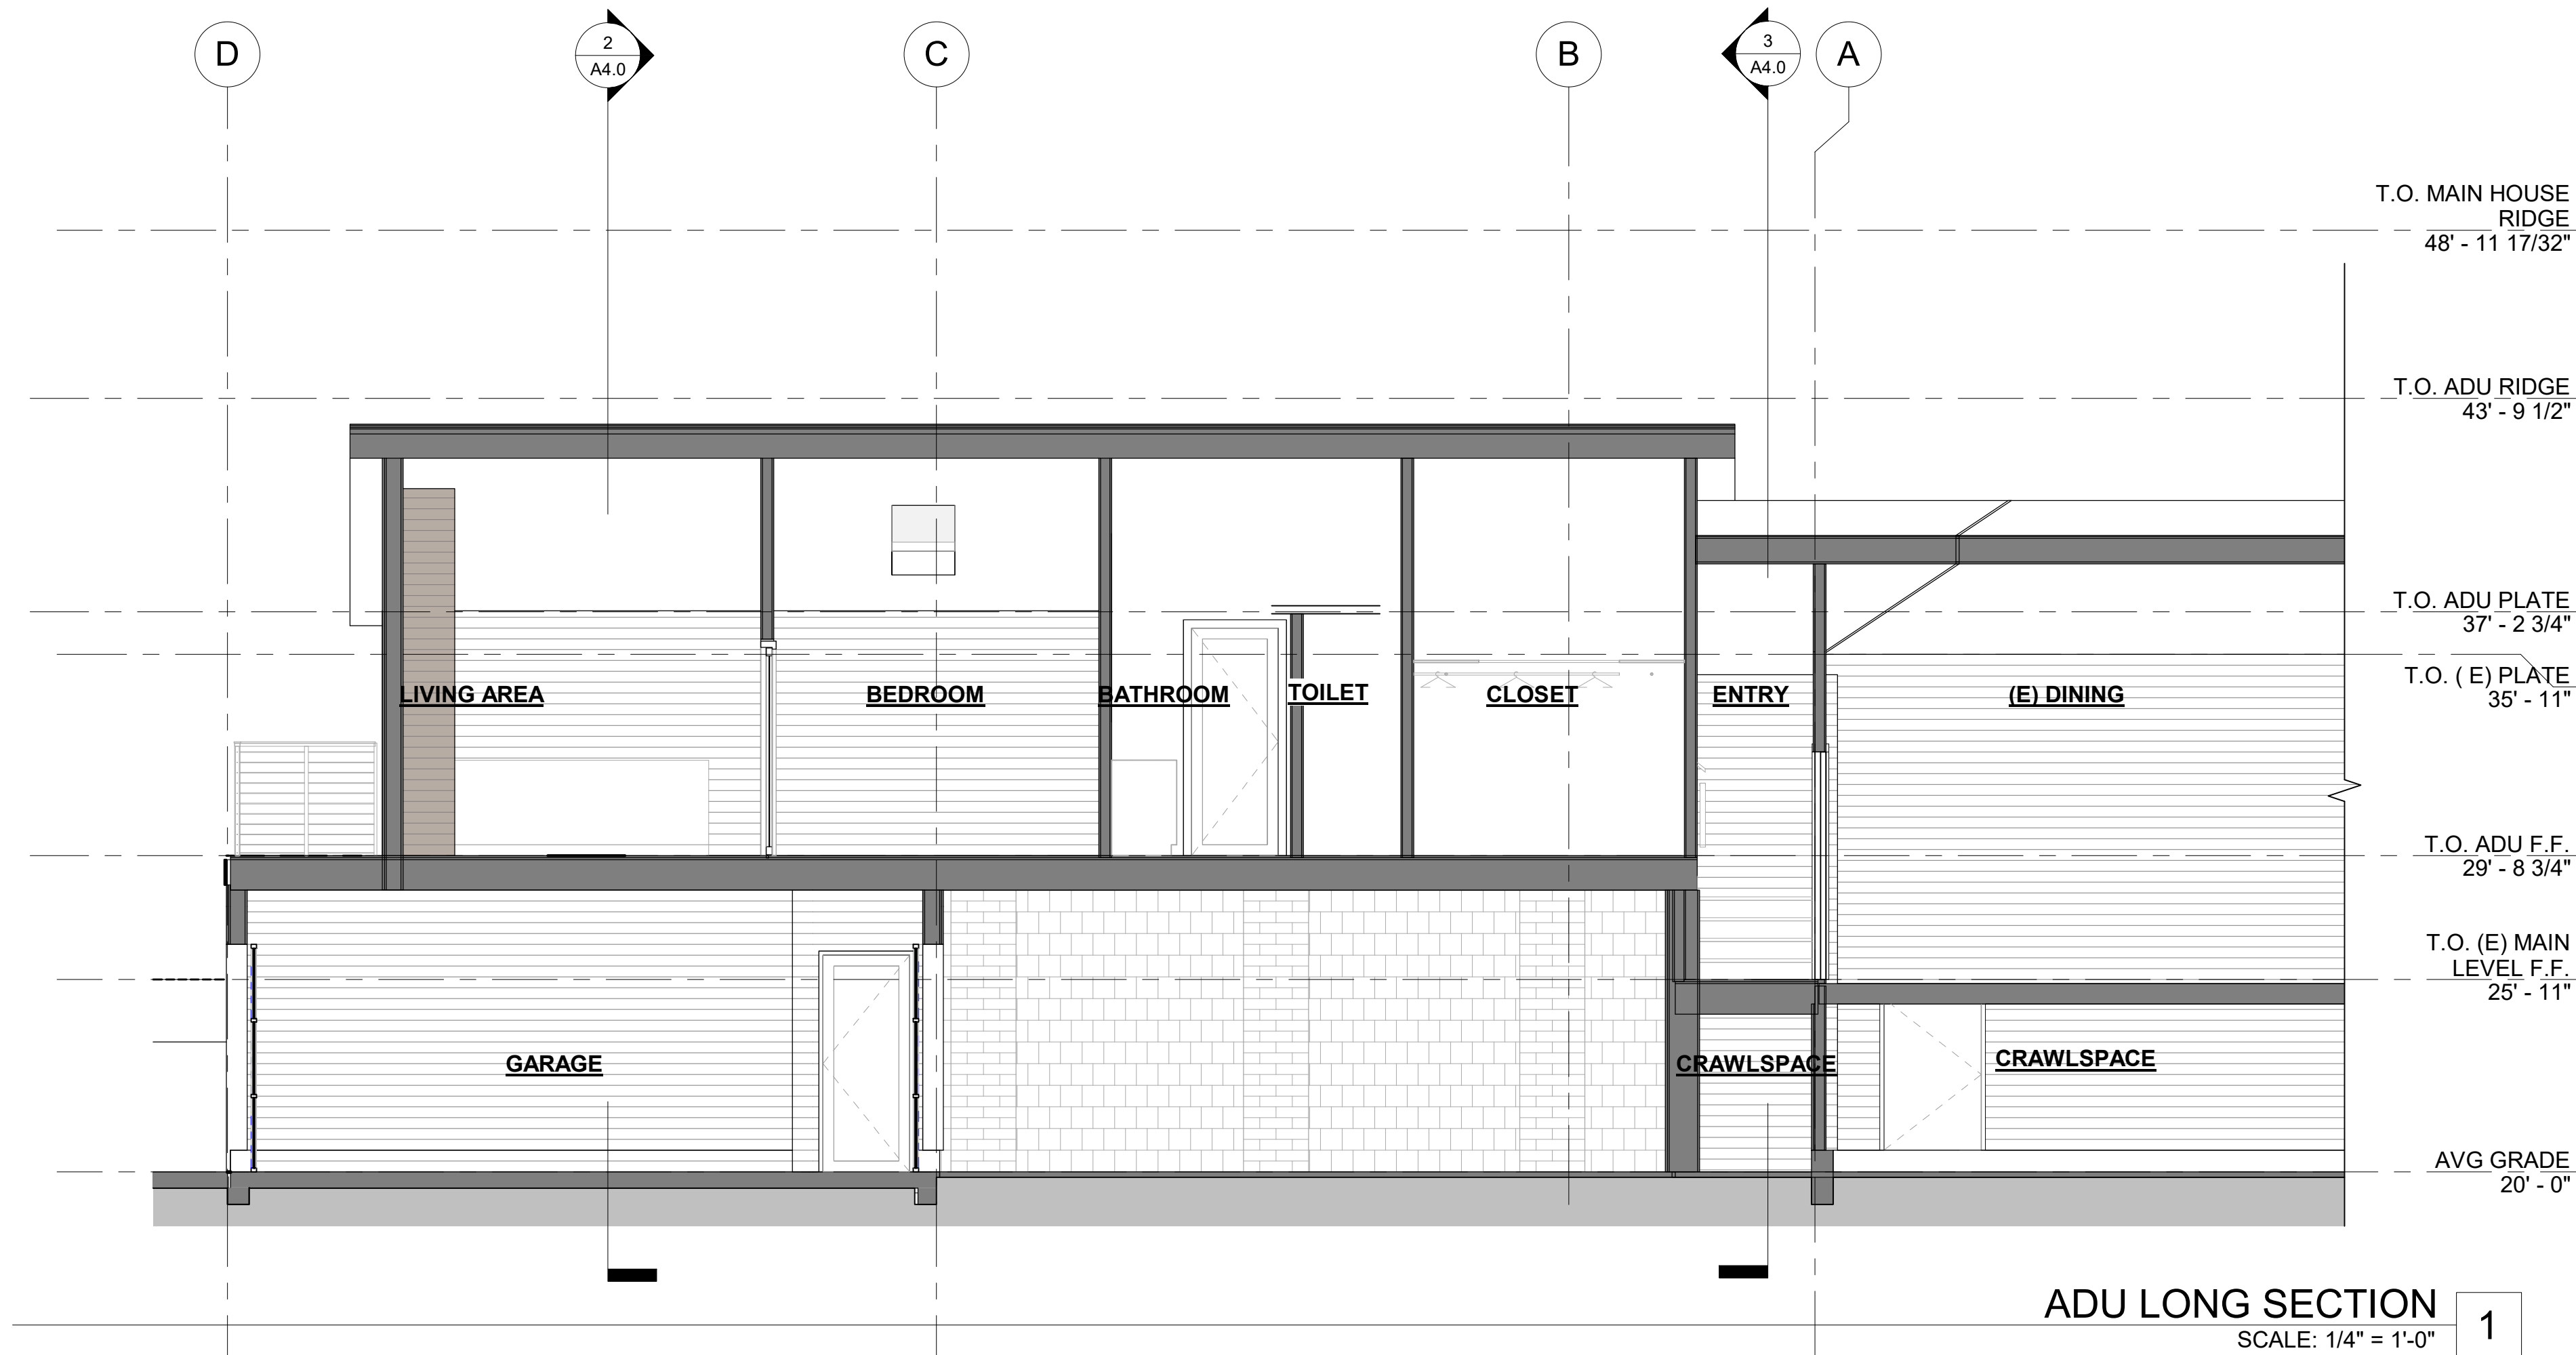 D
2
A4.0
C
B
3
A4.0
A
T.O. MAIN HOUSE
RIDGE
48' - 11 17/32"
T.O. ADU RIDGE
43' - 9 1/2"
T.O. ADU PLATE
37' - 2 3/4"
T.O. ( E) PLATE
35' - 11"
LIVING AREA
BEDROOM
BATHROOM
TOILET
CLOSET
ENTRY
(E) DINING
T.O. ADU F.F.
29' - 8 3/4"
T.O. (E) MAIN
LEVEL F.F.
25' - 11"
GARAGE
CRAWLSPACE
CRAWLSPACE
AVG GRADE
20' - 0"
ADU LONG SECTION
SCALE: 1/4" = 1'-0"
1